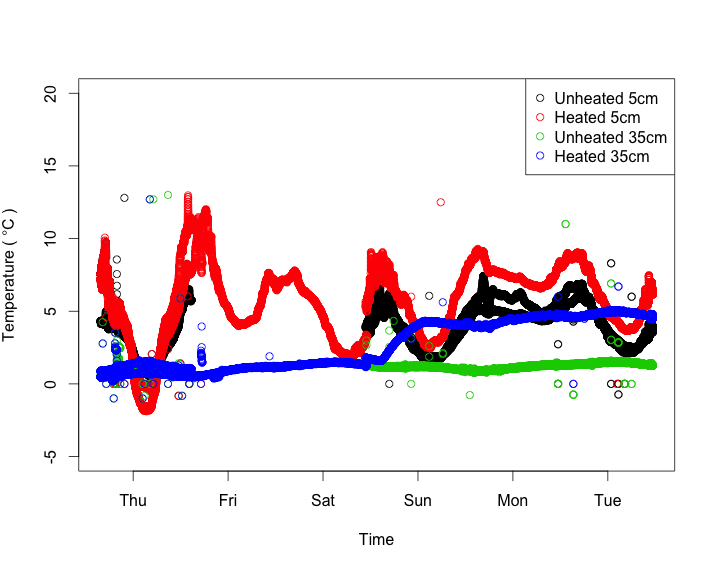 Unheated 5cm
Heated 5cm
Unheated 35cm
Heated 35cm
Temperature ( °C )
20
15
10
5
0
-5
Thu Fri Sat Sun Mon Tue
Time